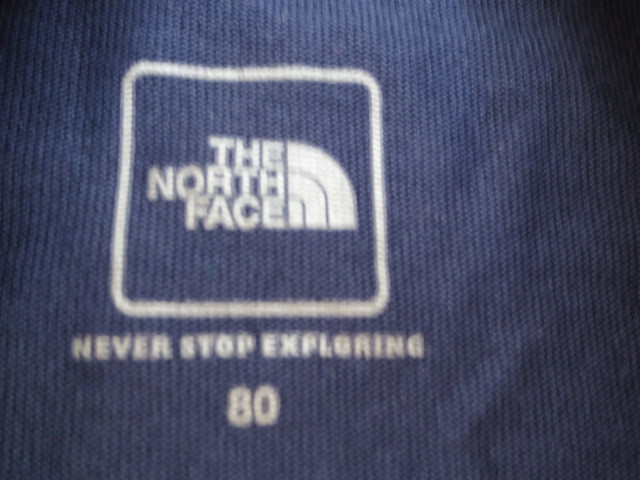 THE
NORTH
FACE
NEVER STOP EXPLORING
80